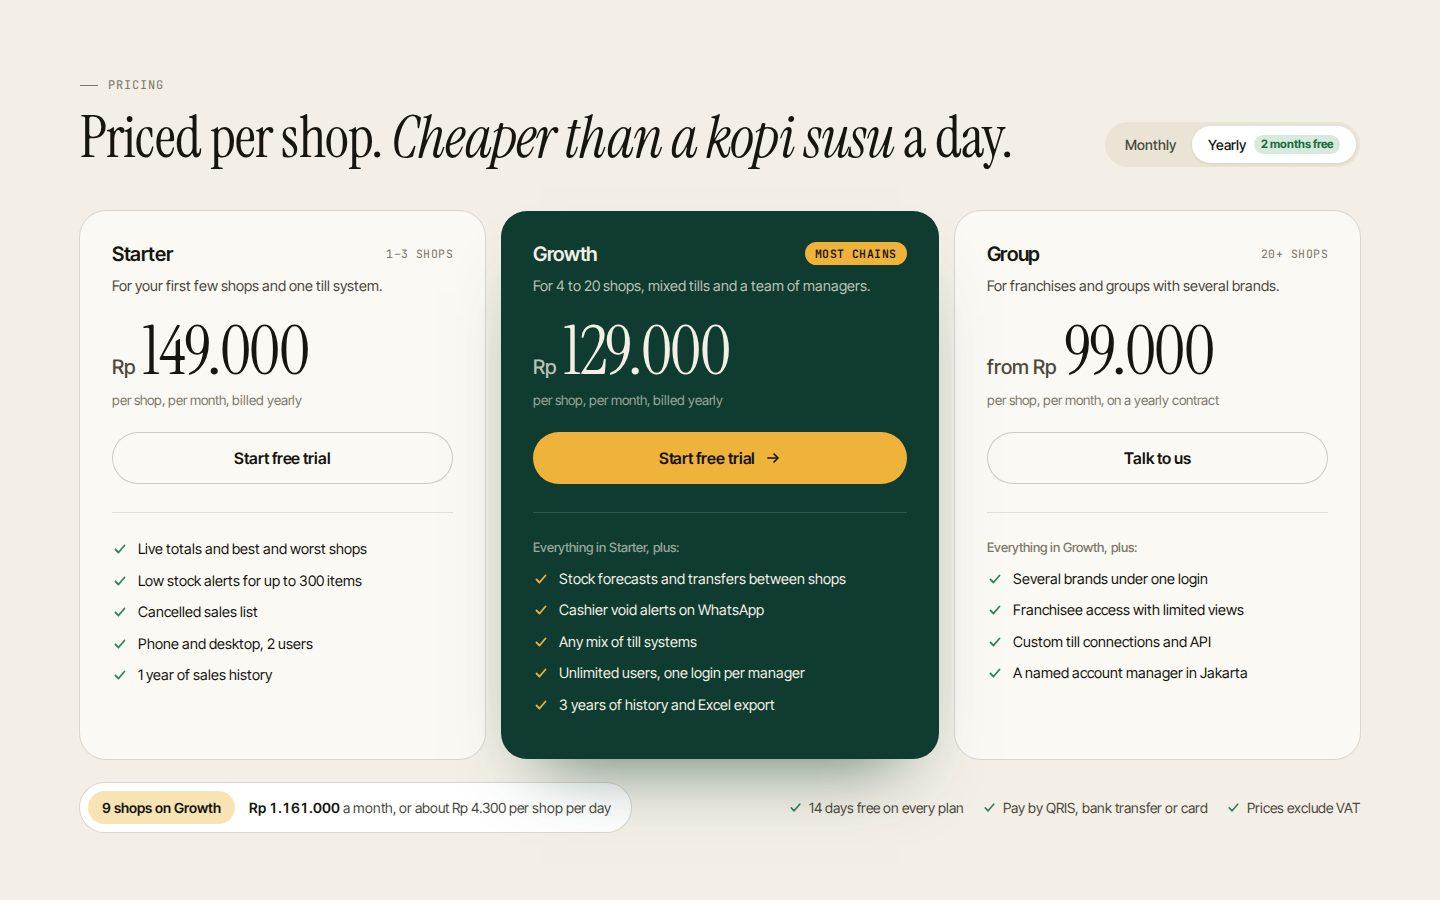 PRICING
Priced per shop. Cheaper than a kopi susu a day.
Monthly
Yearly 2 months free
Starter
1–3 SHOPS
For your first few shops and one till system.
Rp 149.000
per shop, per month, billed yearly
Start free trial
Live totals and best and worst shops
Low stock alerts for up to 300 items
Cancelled sales list
Phone and desktop, 2 users
1 year of sales history
Growth
MOST CHAINS
For 4 to 20 shops, mixed tills and a team of managers.
Rp 129.000
per shop, per month, billed yearly
Start free trial →
Everything in Starter, plus:
Stock forecasts and transfers between shops
Cashier void alerts on WhatsApp
Any mix of till systems
Unlimited users, one login per manager
3 years of history and Excel export
Group
20+ SHOPS
For franchises and groups with several brands.
from Rp 99.000
per shop, per month, on a yearly contract
Talk to us
Everything in Growth, plus:
Several brands under one login
Franchisee access with limited views
Custom till connections and API
A named account manager in Jakarta
9 shops on Growth
Rp 1.161.000 a month, or about Rp 4.300 per shop per day
14 days free on every plan
Pay by QRIS, bank transfer or card
Prices exclude VAT